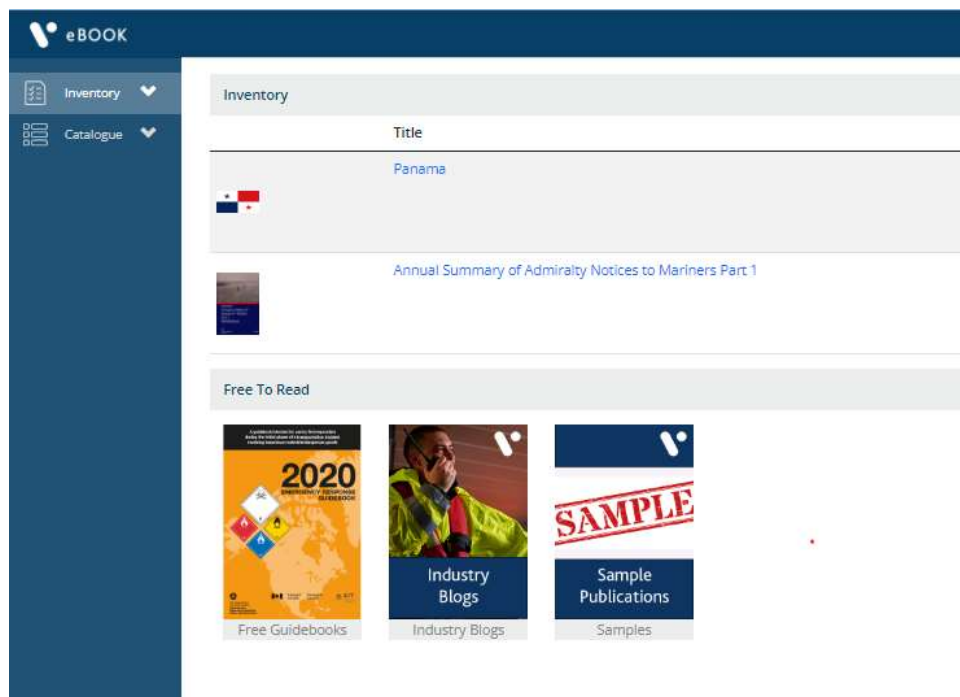 eBOOK
Inventory
Catalogue
Inventory
Title
Panama
Annual Summary of Admiralty Notices to Mariners Part 1
Free To Read
2020
EMERGENCY RESPONSE
GUIDEBOOK
Free Guidebooks
Industry
Blogs
Industry Blogs
SAMPLE
Sample
Publications
Samples